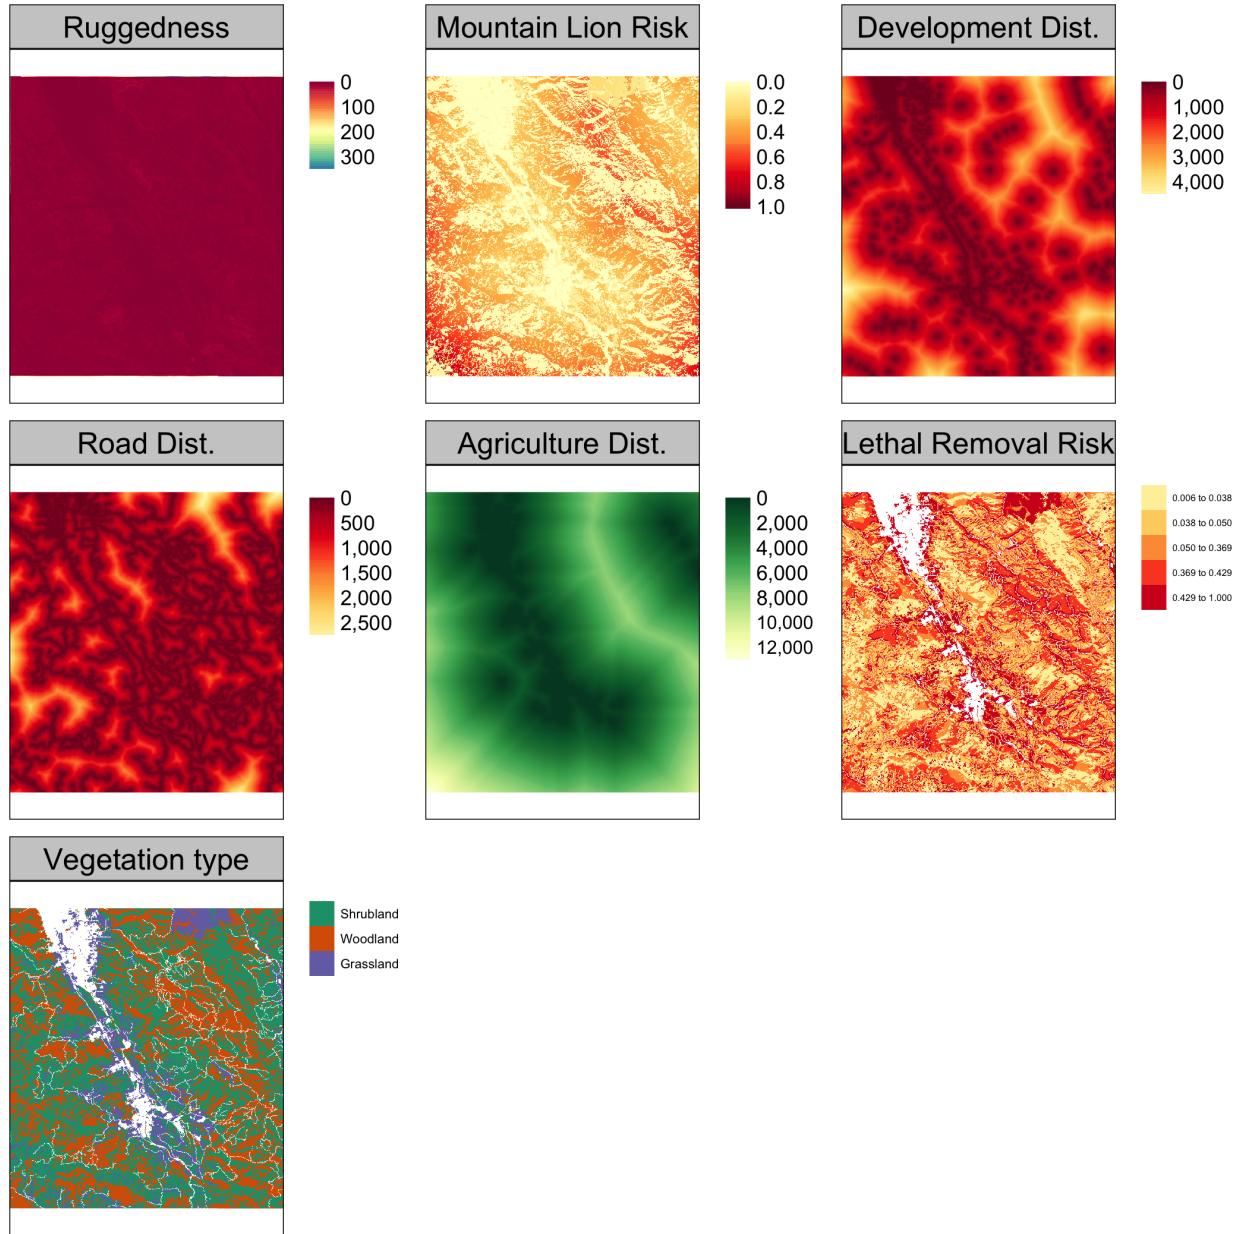 Ruggedness
0
100
200
300
Mountain Lion Risk
0.0
0.2
0.4
0.6
0.8
1.0
Development Dist.
0
1,000
2,000
3,000
4,000
Road Dist.
0
500
1,000
1,500
2,000
2,500
Agriculture Dist.
0
2,000
4,000
6,000
8,000
10,000
12,000
Lethal Removal Risk
0.006 to 0.038
0.038 to 0.050
0.050 to 0.369
0.369 to 0.429
0.429 to 1.000
Vegetation type
Shrubland
Woodland
Grassland